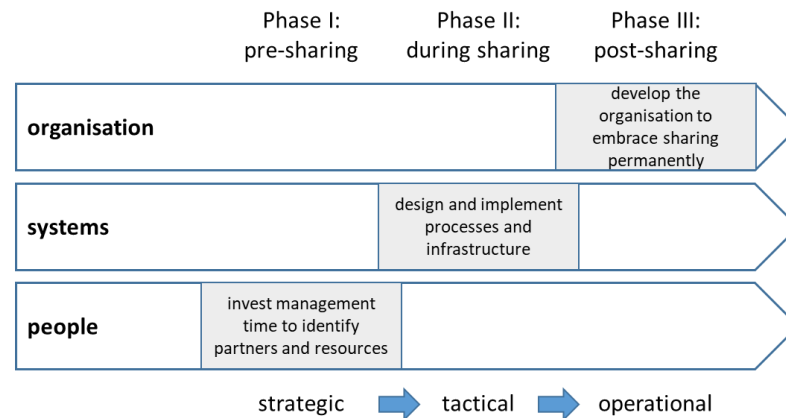 Phase I:
pre-sharing
Phase II:
during sharing
Phase III:
post-sharing
organisation
develop the
organisation to
embrace sharing
permanently
systems
design and implement
processes and
infrastructure
people
invest management
time to identify
partners and resources
strategic
tactical
operational